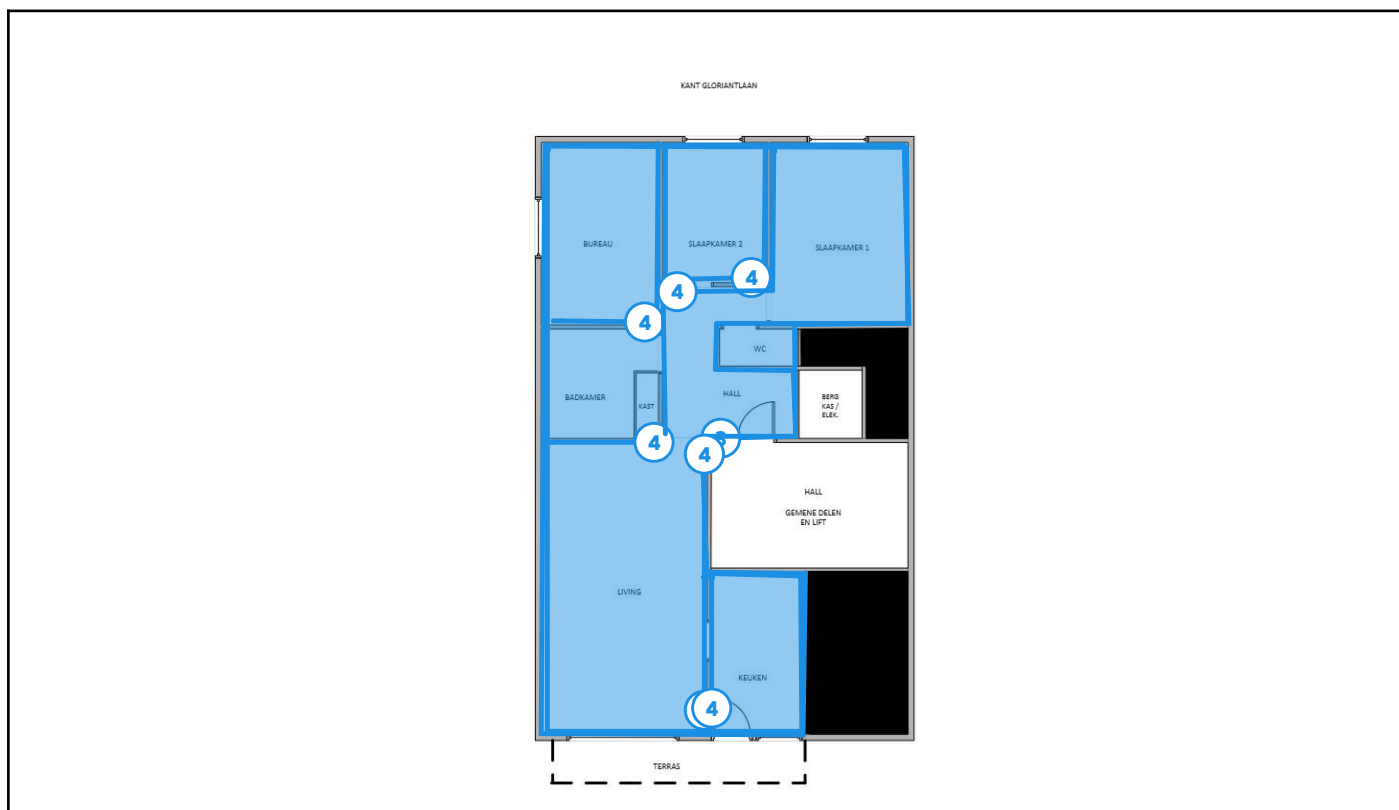 KANT GLORIANTLAAN
BUREAU
SLAAPKAMER 2
SLAAPKAMER 1
4
4
4
WC
BADKAMER
KAST
HALL
BERG
KAS /
ELEK.
4
4
HALL
GEMENE DELEN
EN LIFT
LIVING
KEUKEN
4
TERRAS